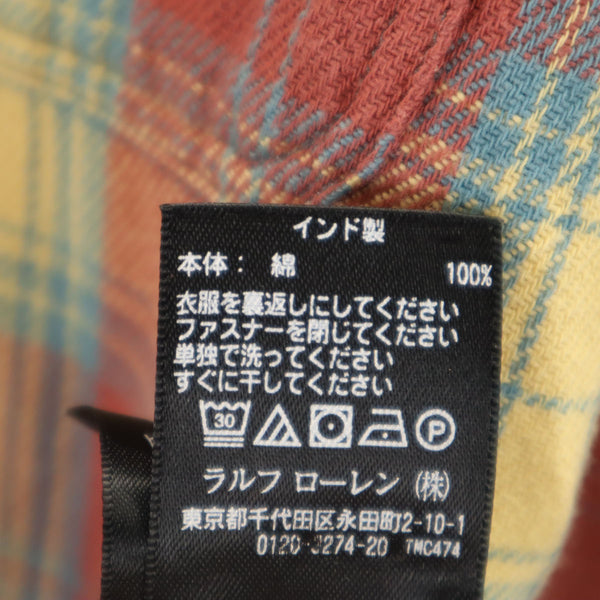 インド製
本体: 綿 100%
衣服を裏返しにしてください
ファスナーを閉じてください
単独で洗ってください
すぐに干してください
30 P
ラルフ ローレン (株)
東京都千代田区永田町2-10-1
0120-3274-20 TMC474